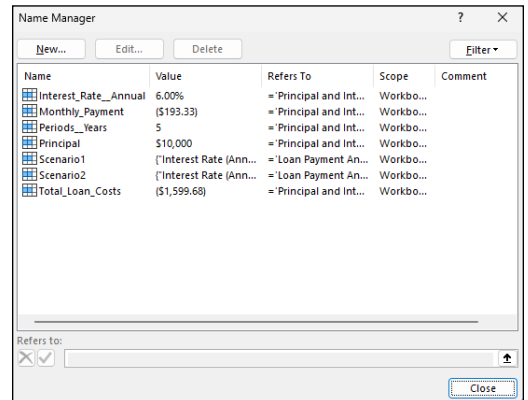 Name Manager ? ×
New... Edit... Delete Filter
Name Value Refers To Scope Comment
Interest_Rate__Annual 6.00% ='Principal and Int... Workbo...
Monthly_Payment ($193.33) ='Principal and Int... Workbo...
Periods__Years 5 ='Principal and Int... Workbo...
Principal $10,000 ='Principal and Int... Workbo...
Scenario1 {"Interest Rate (Ann... ='Loan Payment An... Workbo...
Scenario2 {"Interest Rate (Ann... ='Loan Payment An... Workbo...
Total_Loan_Costs ($1,599.68) ='Principal and Int... Workbo...
Refers to:
Close